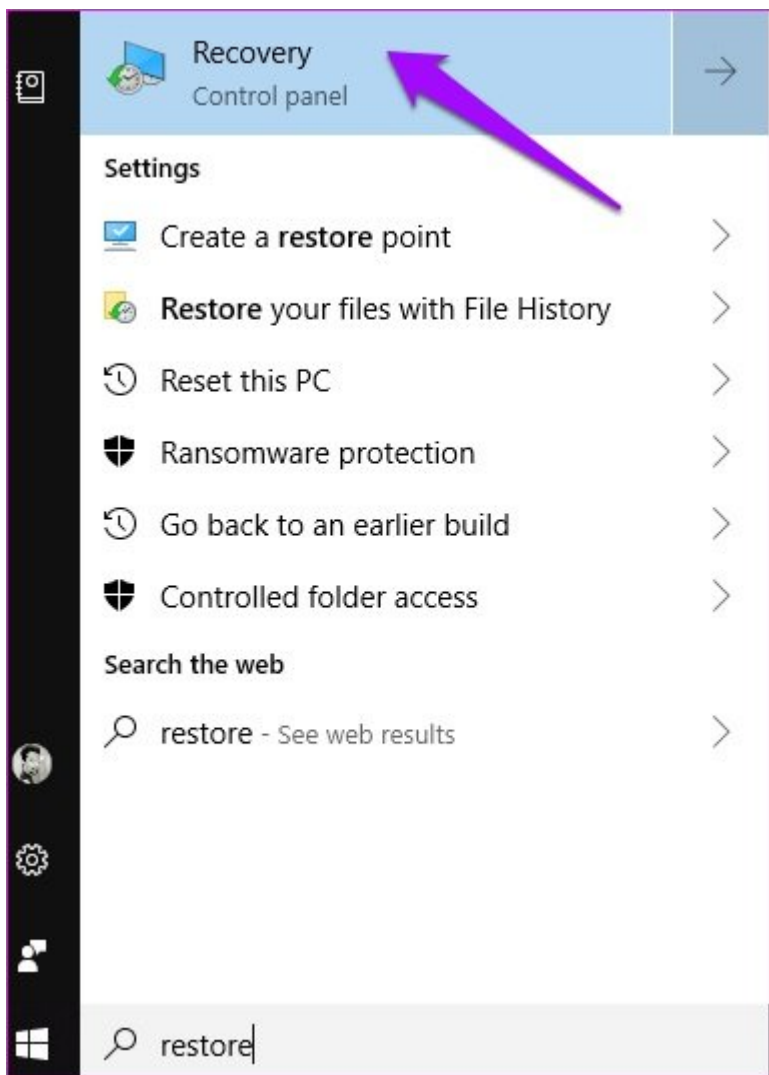 Recovery
Control panel
Settings
Create a restore point
Restore your files with File History
Reset this PC
Ransomware protection
Go back to an earlier build
Controlled folder access
Search the web
restore - See web results
restore